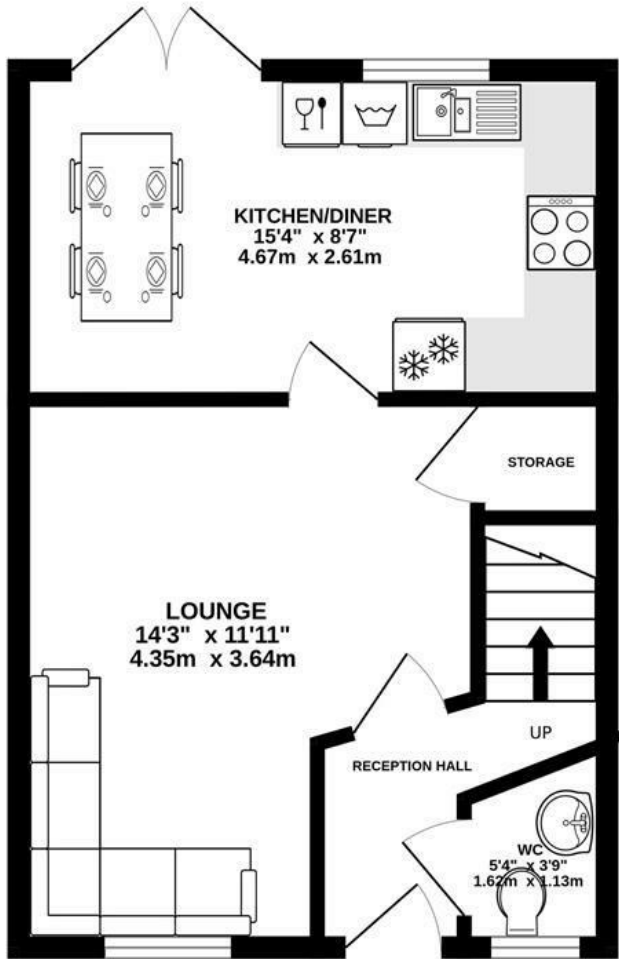 KITCHEN/DINER
15'4" x 8'7"
4.67m x 2.61m
STORAGE
LOUNGE
14'3" x 11'11"
4.35m x 3.64m
UP
RECEPTION HALL
WC
5'4" x 3'9"
1.62m x 1.13m